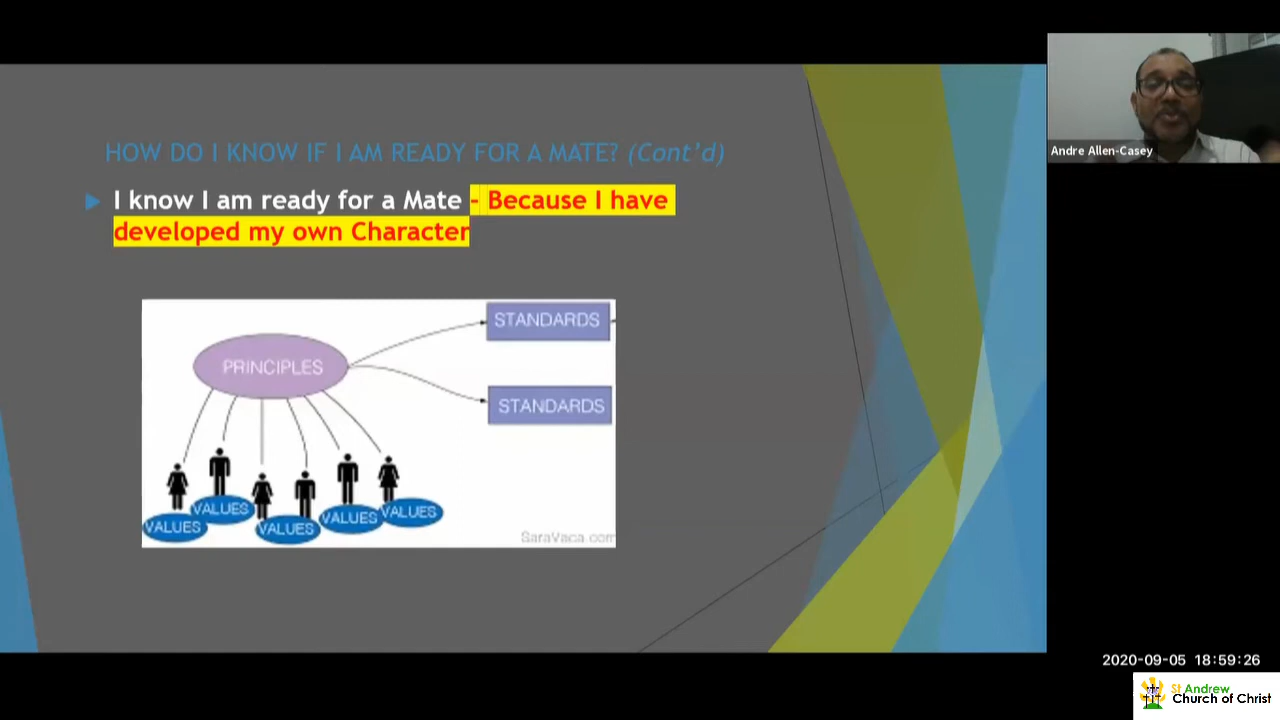 HOW DO I KNOW IF I AM READY FOR A MATE? (Cont’d)
I know I am ready for a Mate - Because I have
developed my own Character
STANDARDS
PRINCIPLES
STANDARDS
VALUES
VALUES
VALUES
VALUES
VALUES
SaraVaca.com
Andre Allen-Casey
2020-09-05 18:59:26
St Andrew
Church of Christ